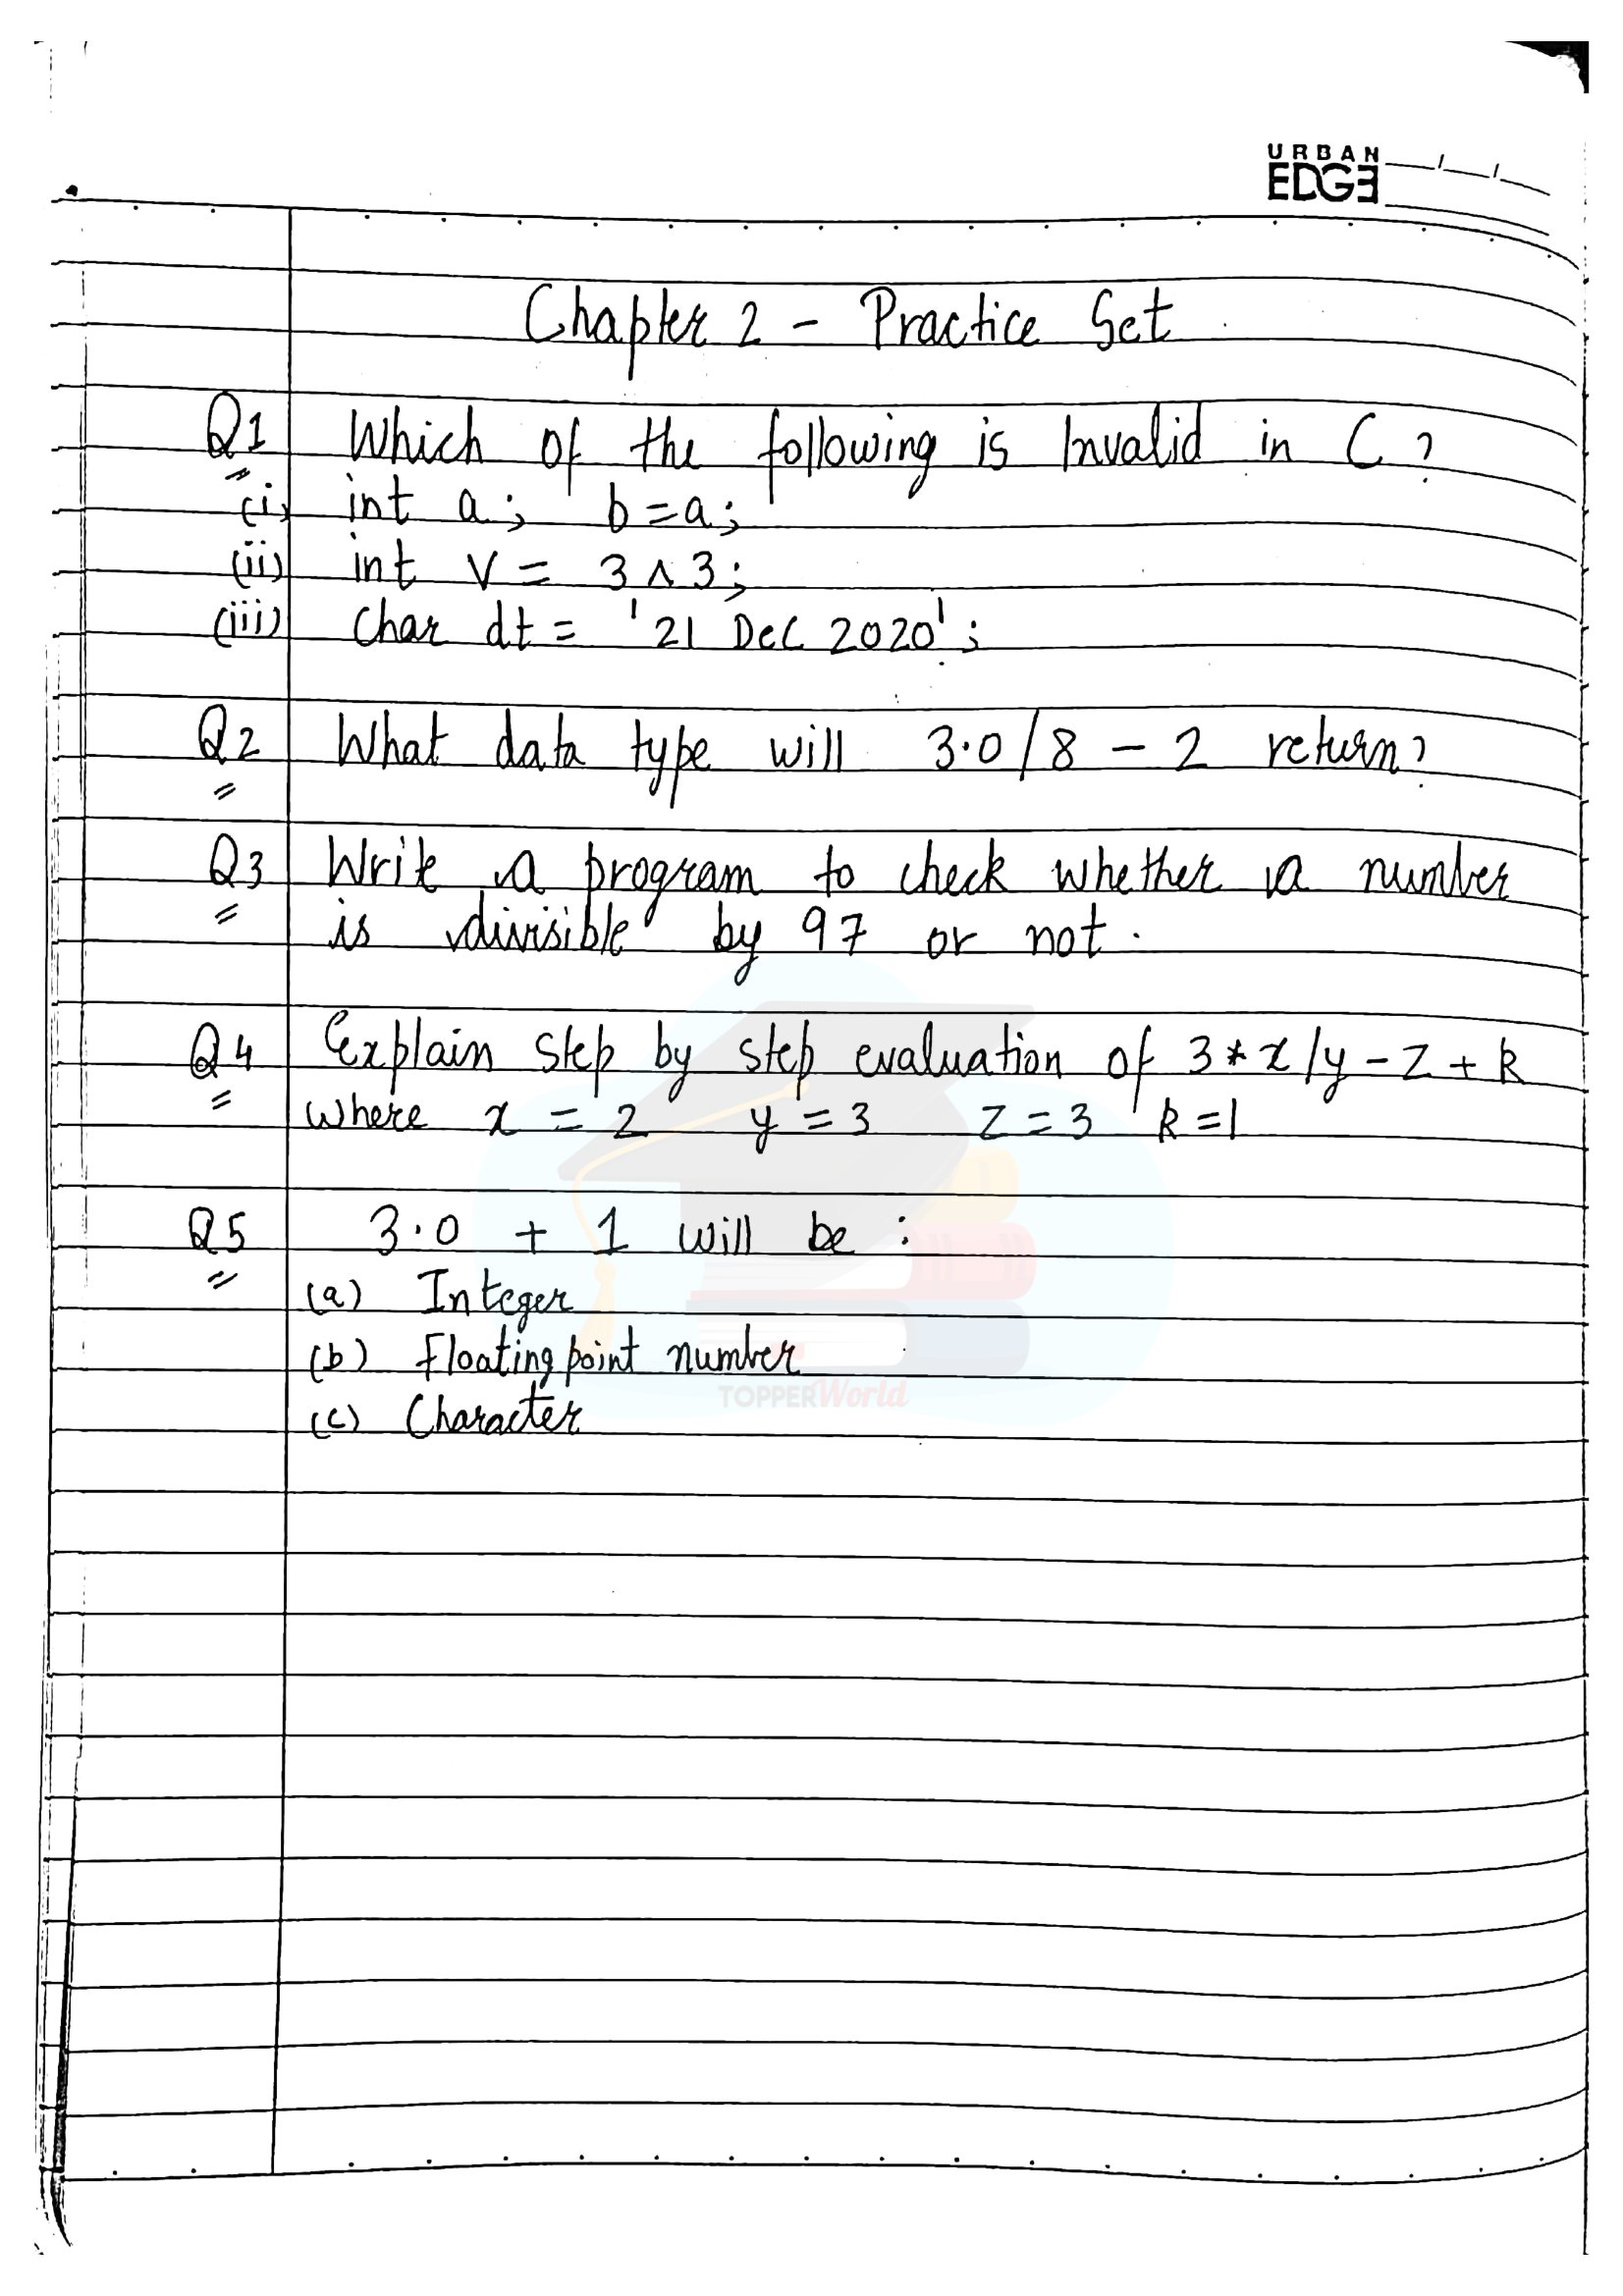 URBAN
EDGE
Chapter 2 - Practice Set
Q1 Which of the following is Invalid in C ?
(i) int a; b=a;
(ii) int v = 3 ^ 3;
(iii) char dt = '21 Dec 2020';
Q2 What data type will 3.0/8 - 2 return?
Q3 Write a program to check whether a number
is divisible by 97 or not.
Q4 Explain step by step evaluation of 3*x/y-z+k
where x = 2 y = 3 z = 3 k = 1
Q5 3.0 + 1 will be :
(a) Integer
(b) Floating point number
(c) Character
TOPPERWorld